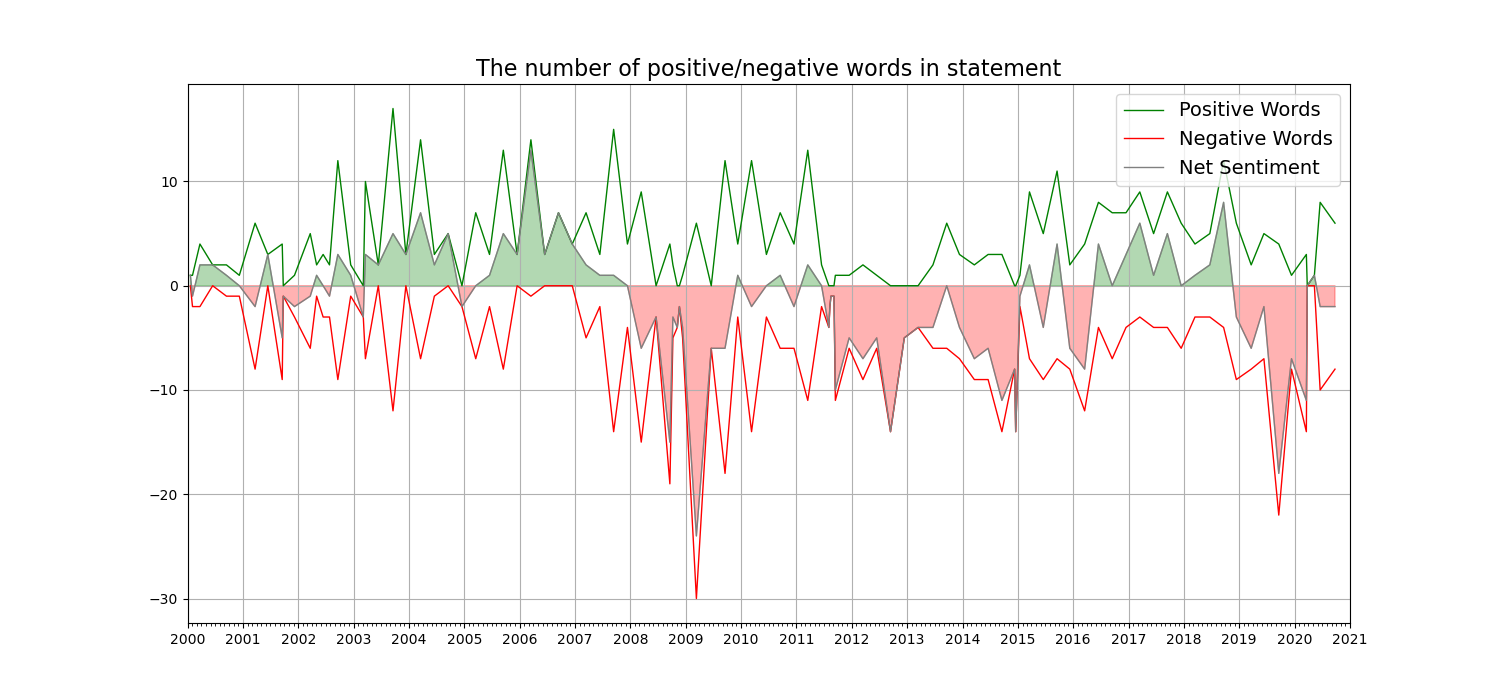 The number of positive/negative words in statement
Positive Words
Negative Words
Net Sentiment
10
0
−10
−20
−30
2000 2001 2002 2003 2004 2005 2006 2007 2008 2009 2010 2011 2012 2013 2014 2015 2016 2017 2018 2019 2020 2021